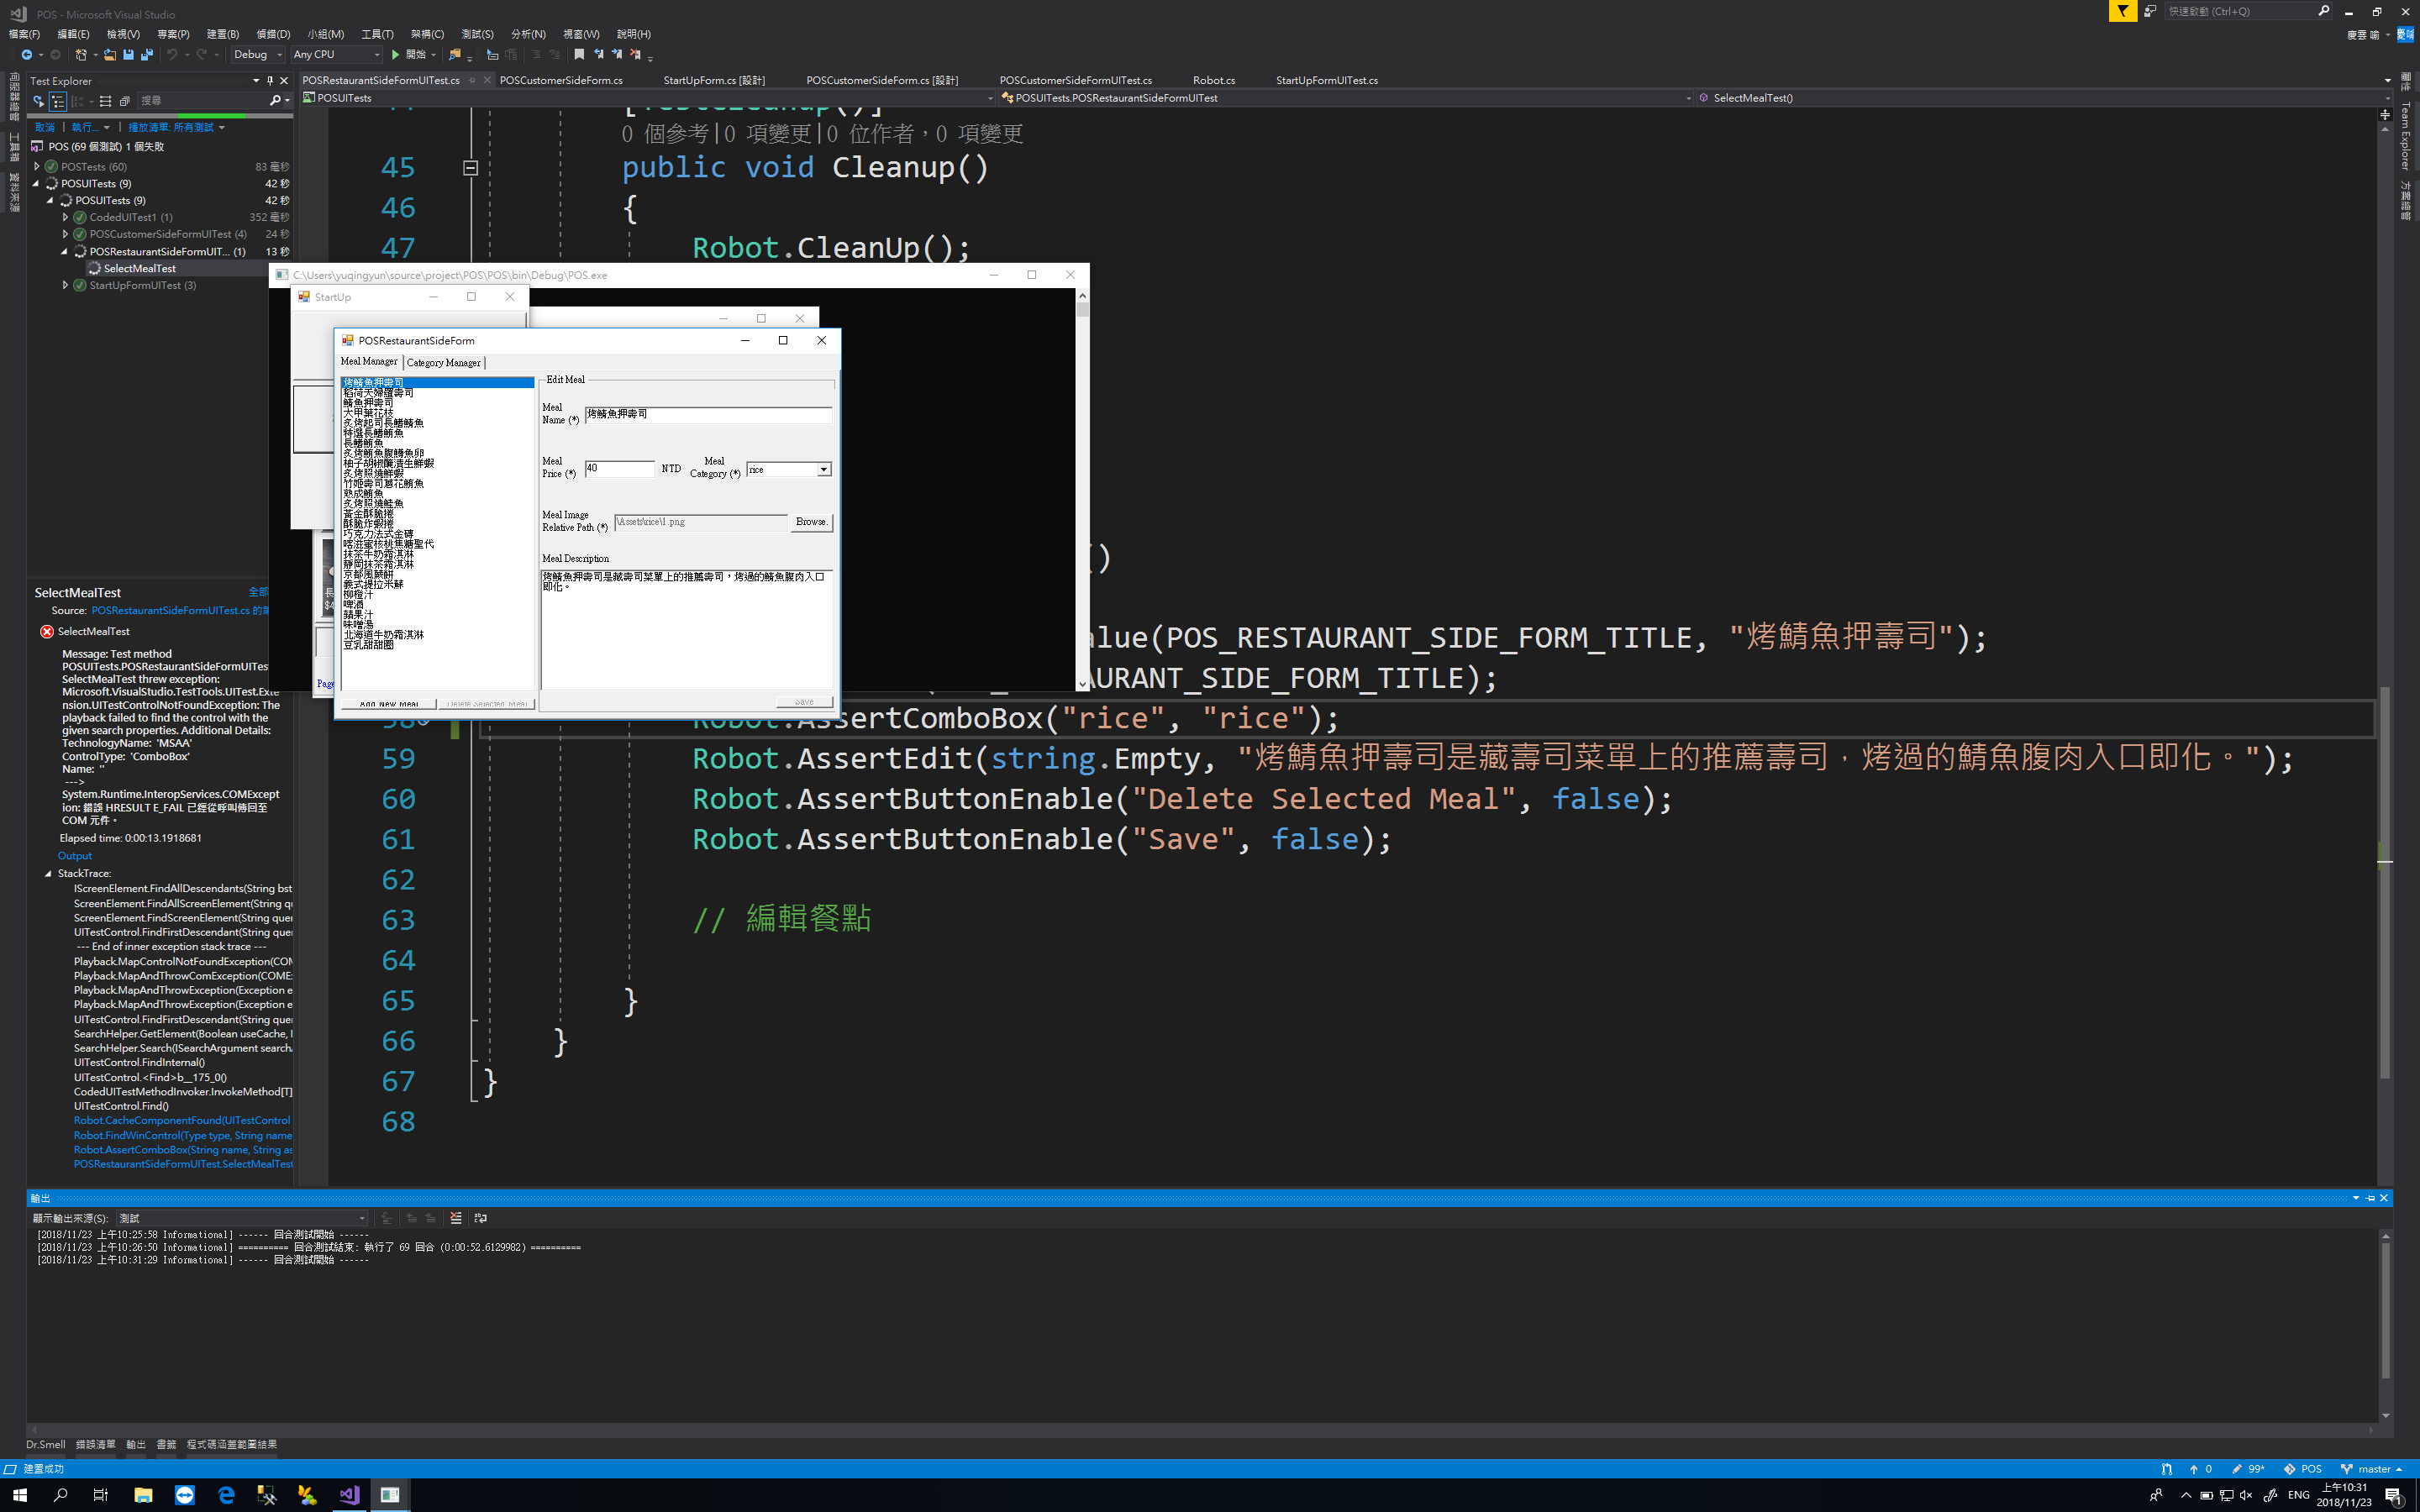 POS - Microsoft Visual Studio
快速啟動 (Ctrl+Q)
檔案(F) 編輯(E) 檢視(V) 專案(P) 建置(B) 偵錯(D) 小組(M) 工具(T) 架構(C) 測試(S) 分析(N) 視窗(W) 說明(H)
慶雲 喻
Debug Any CPU 開始
Test Explorer
POSRestaurantSideFormUITest.cs POSCustomerSideForm.cs StartUpForm.cs [設計] POSCustomerSideForm.cs [設計] POSCustomerSideFormUITest.cs Robot.cs StartUpFormUITest.cs
搜尋
POSUITests POSUITests.POSRestaurantSideFormUITest SelectMealTest()
Team Explorer
取消 | 執行... | 播放清單: 所有測試
POS (69 個測試) 1 個失敗
POSTests (60) 83 毫秒
POSUITests (9) 42 秒
POSUITests (9) 42 秒
CodedUITest1 (1) 352 毫秒
POSCustomerSideFormUITest (4) 24 秒
POSRestaurantSideFormUIT... (1) 13 秒
SelectMealTest
StartUpFormUITest (3)
0 個參考|0 項變更|0 位作者，0 項變更
45 public void Cleanup()
46 {
47 Robot.CleanUp();
C:\Users\yuqingyun\source\project\POS\POS\bin\Debug\POS.exe
StartUp
POSRestaurantSideForm
Meal Manager Category Manager
烤鯖魚押壽司
稻荷天婦羅壽司
鯖魚押壽司
大甲葉花枝
炙烤起司長鰭鮪魚
特選長鰭鮪魚
長鰭鮪魚
炙烤鮪魚腹鱈魚卵
柚子胡椒醃漬生鮮蝦
炙烤照燒鮮蝦
竹姬壽司蔥花鮪魚
熟成鮪魚
炙烤照燒鮭魚
黃金酥脆捲
酥脆炸蝦捲
巧克力法式金磚
喀滋蜜核桃焦糖聖代
抹茶牛奶霜淇淋
靜岡抹茶霜淇淋
京都風蕨餅
義式提拉米蘇
柳橙汁
啤酒
蘋果汁
味噌湯
北海道牛奶霜淇淋
豆乳甜甜圈
Add New Meal Delete Selected Meal
Edit Meal
Meal
Name (*) 烤鯖魚押壽司
Meal
Price (*) 40 NTD
Meal
Category (*) rice
Meal Image
Relative Path (*) \Assets\rice\1.png Browse.
Meal Description
烤鯖魚押壽司是藏壽司菜單上的推薦壽司，烤過的鯖魚腹肉入口
即化。
Save
長
$4
Page
()
alue(POS_RESTAURANT_SIDE_FORM_TITLE, "烤鯖魚押壽司");
AURANT_SIDE_FORM_TITLE);
58 Robot.AssertComboBox("rice", "rice");
59 Robot.AssertEdit(string.Empty, "烤鯖魚押壽司是藏壽司菜單上的推薦壽司，烤過的鯖魚腹肉入口即化。");
60 Robot.AssertButtonEnable("Delete Selected Meal", false);
61 Robot.AssertButtonEnable("Save", false);
62
63 // 編輯餐點
64
65 }
66 }
67 }
68
SelectMealTest 全部
Source: POSRestaurantSideFormUITest.cs 的第
SelectMealTest
Message: Test method
POSUITests.POSRestaurantSideFormUITest
SelectMealTest threw exception:
Microsoft.VisualStudio.TestTools.UITest.Exte
nsion.UITestControlNotFoundException: The
playback failed to find the control with the
given search properties. Additional Details:
TechnologyName: 'MSAA'
ControlType: 'ComboBox'
Name: ''
--->
System.Runtime.InteropServices.COMExcept
ion: 錯誤 HRESULT E_FAIL 已經從呼叫傳回至
COM 元件。
Elapsed time: 0:00:13.1918681
Output
StackTrace:
IScreenElement.FindAllDescendants(String bst
ScreenElement.FindAllScreenElement(String que
ScreenElement.FindScreenElement(String quer
UITestControl.FindFirstDescendant(String quer
--- End of inner exception stack trace ---
Playback.MapControlNotFoundException(COM
Playback.MapAndThrowComException(COMEx
Playback.MapAndThrowException(Exception e
Playback.MapAndThrowException(Exception e
UITestControl.FindFirstDescendant(String quer
SearchHelper.GetElement(Boolean useCache, I
SearchHelper.Search(ISearchArgument search
UITestControl.FindInternal()
UITestControl.<Find>b__175_0()
CodedUITestMethodInvoker.InvokeMethod[T]
UITestControl.Find()
Robot.CacheComponentFound(UITestControl
Robot.FindWinControl(Type type, String name
Robot.AssertComboBox(String name, String as
POSRestaurantSideFormUITest.SelectMealTest
輸出
顯示輸出來源(S): 測試
[2018/11/23 上午10:25:58 Informational] ------ 回合測試開始 ------
[2018/11/23 上午10:26:50 Informational] ========== 回合測試結束: 執行了 69 回合 (0:00:52.6129982) ==========
[2018/11/23 上午10:31:29 Informational] ------ 回合測試開始 ------
Dr.Smell 錯誤清單 輸出 書籤 程式碼涵蓋範圍結果
建置成功
0 99* POS master
ENG 上午10:31
2018/11/23